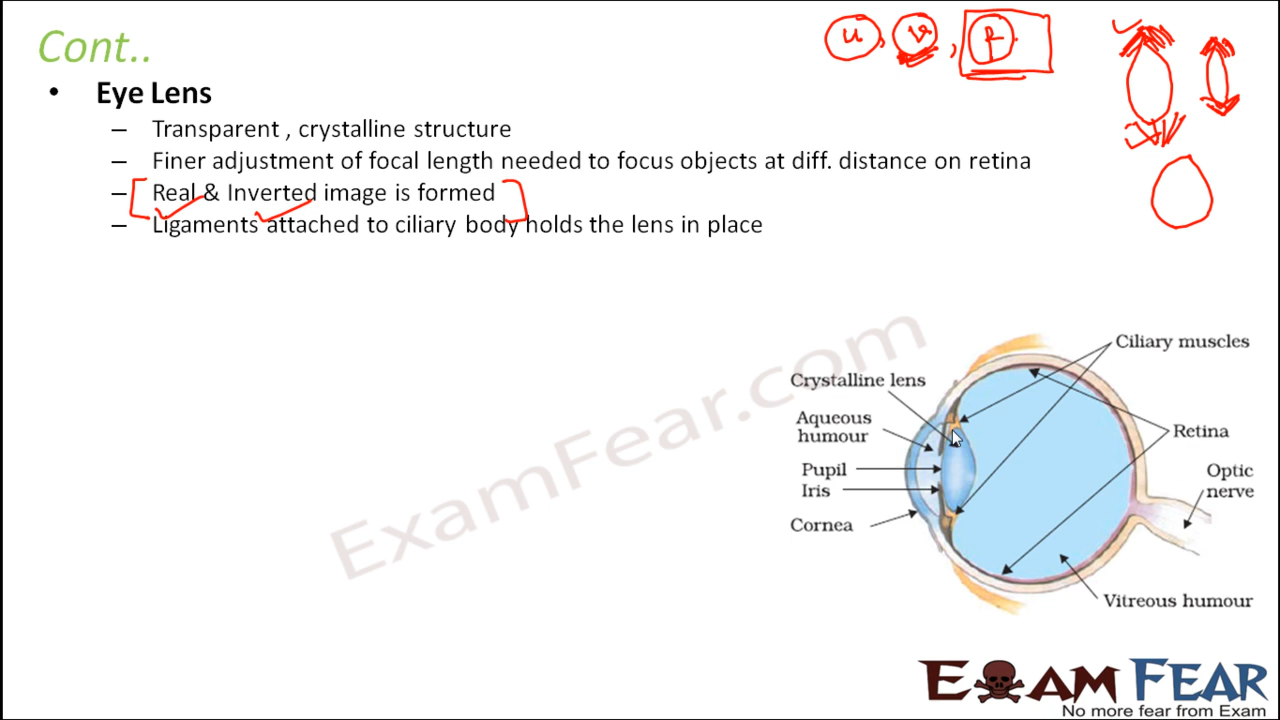 Cont..
u, v, f
• Eye Lens
– Transparent , crystalline structure
– Finer adjustment of focal length needed to focus objects at diff. distance on retina
– Real & Inverted image is formed
– Ligaments attached to ciliary body holds the lens in place
Ciliary muscles
Crystalline lens
Aqueous
humour
Retina
Pupil
Optic
nerve
Iris
Cornea
Vitreous humour
ExamFear.com
EXAM FEAR
No more fear from Exam